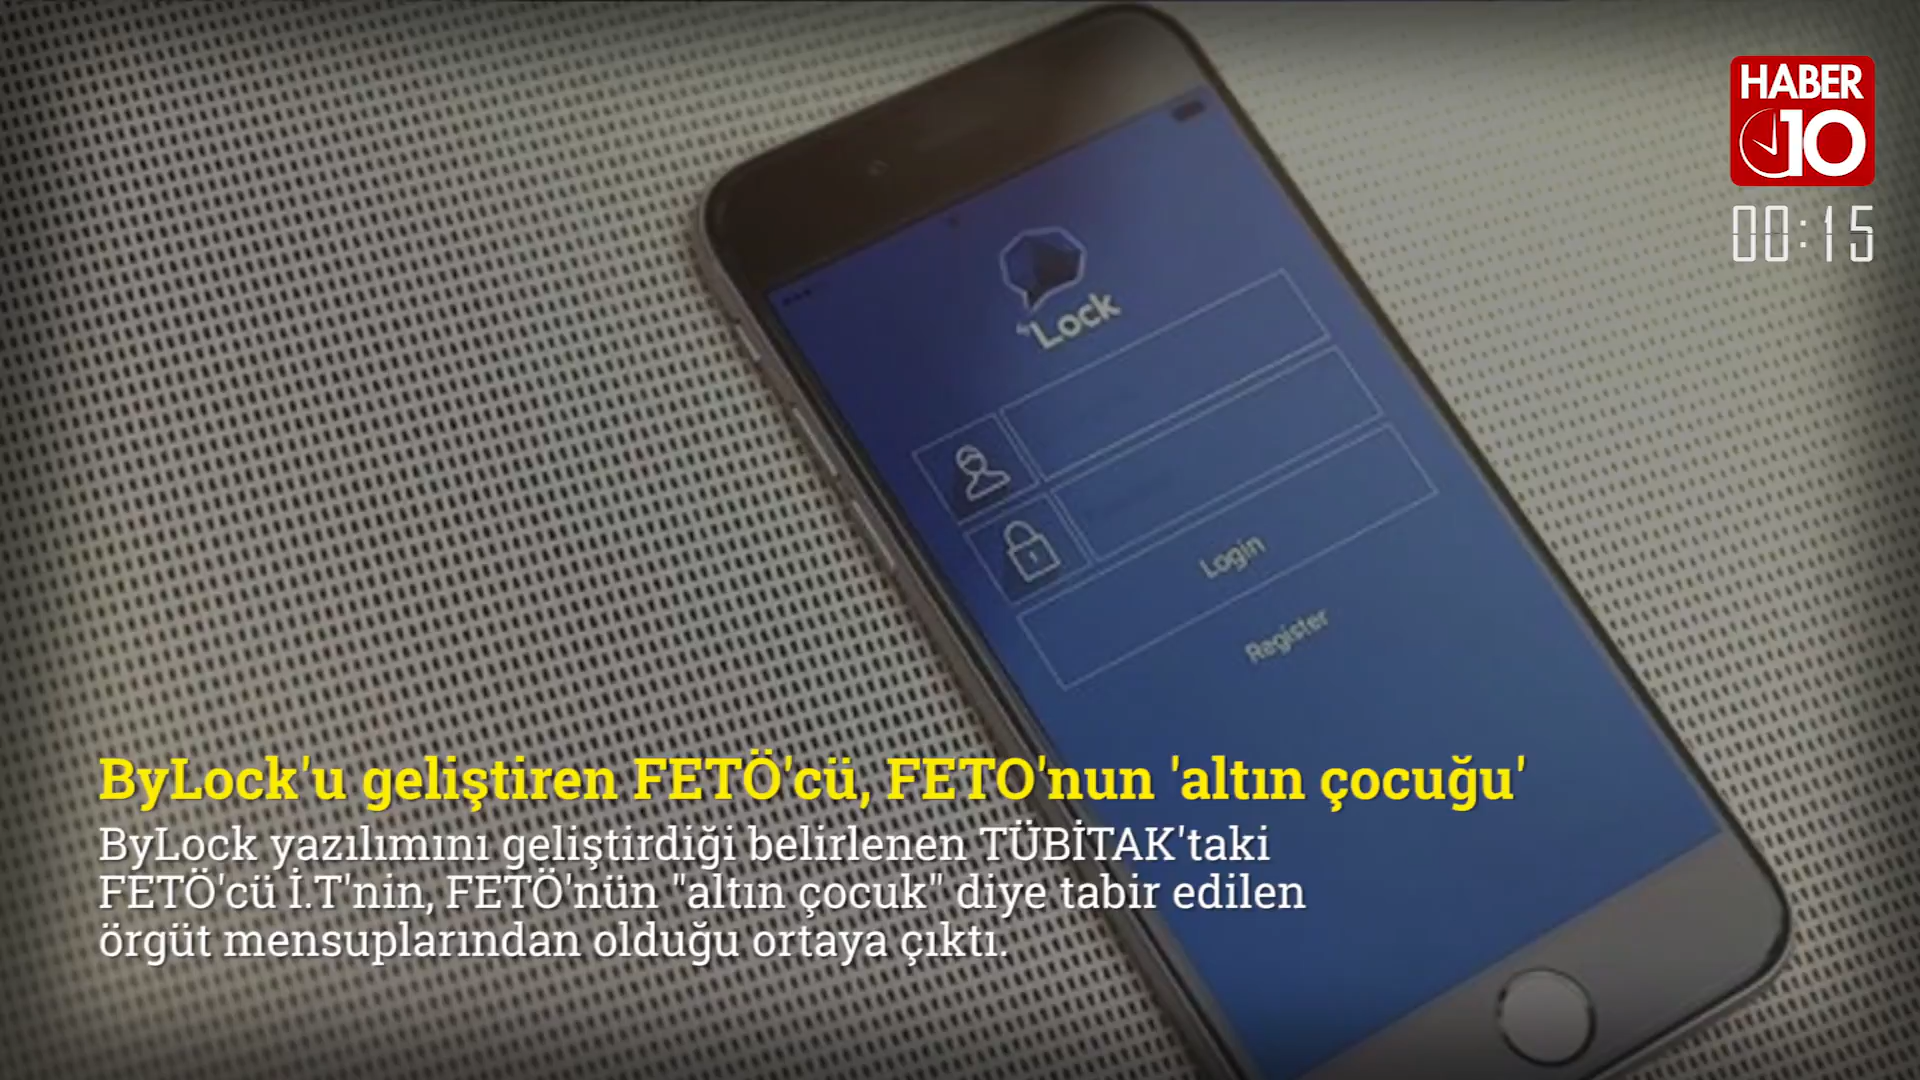 HABER
10
00:15
Lock
Login
Register
ByLock'u geliştiren FETÖ'cü, FETO'nun 'altın çocuğu'
ByLock yazılımını geliştirdiği belirlenen TÜBİTAK'taki
FETÖ'cü İ.T'nin, FETÖ'nün "altın çocuk" diye tabir edilen
örgüt mensuplarından olduğu ortaya çıktı.